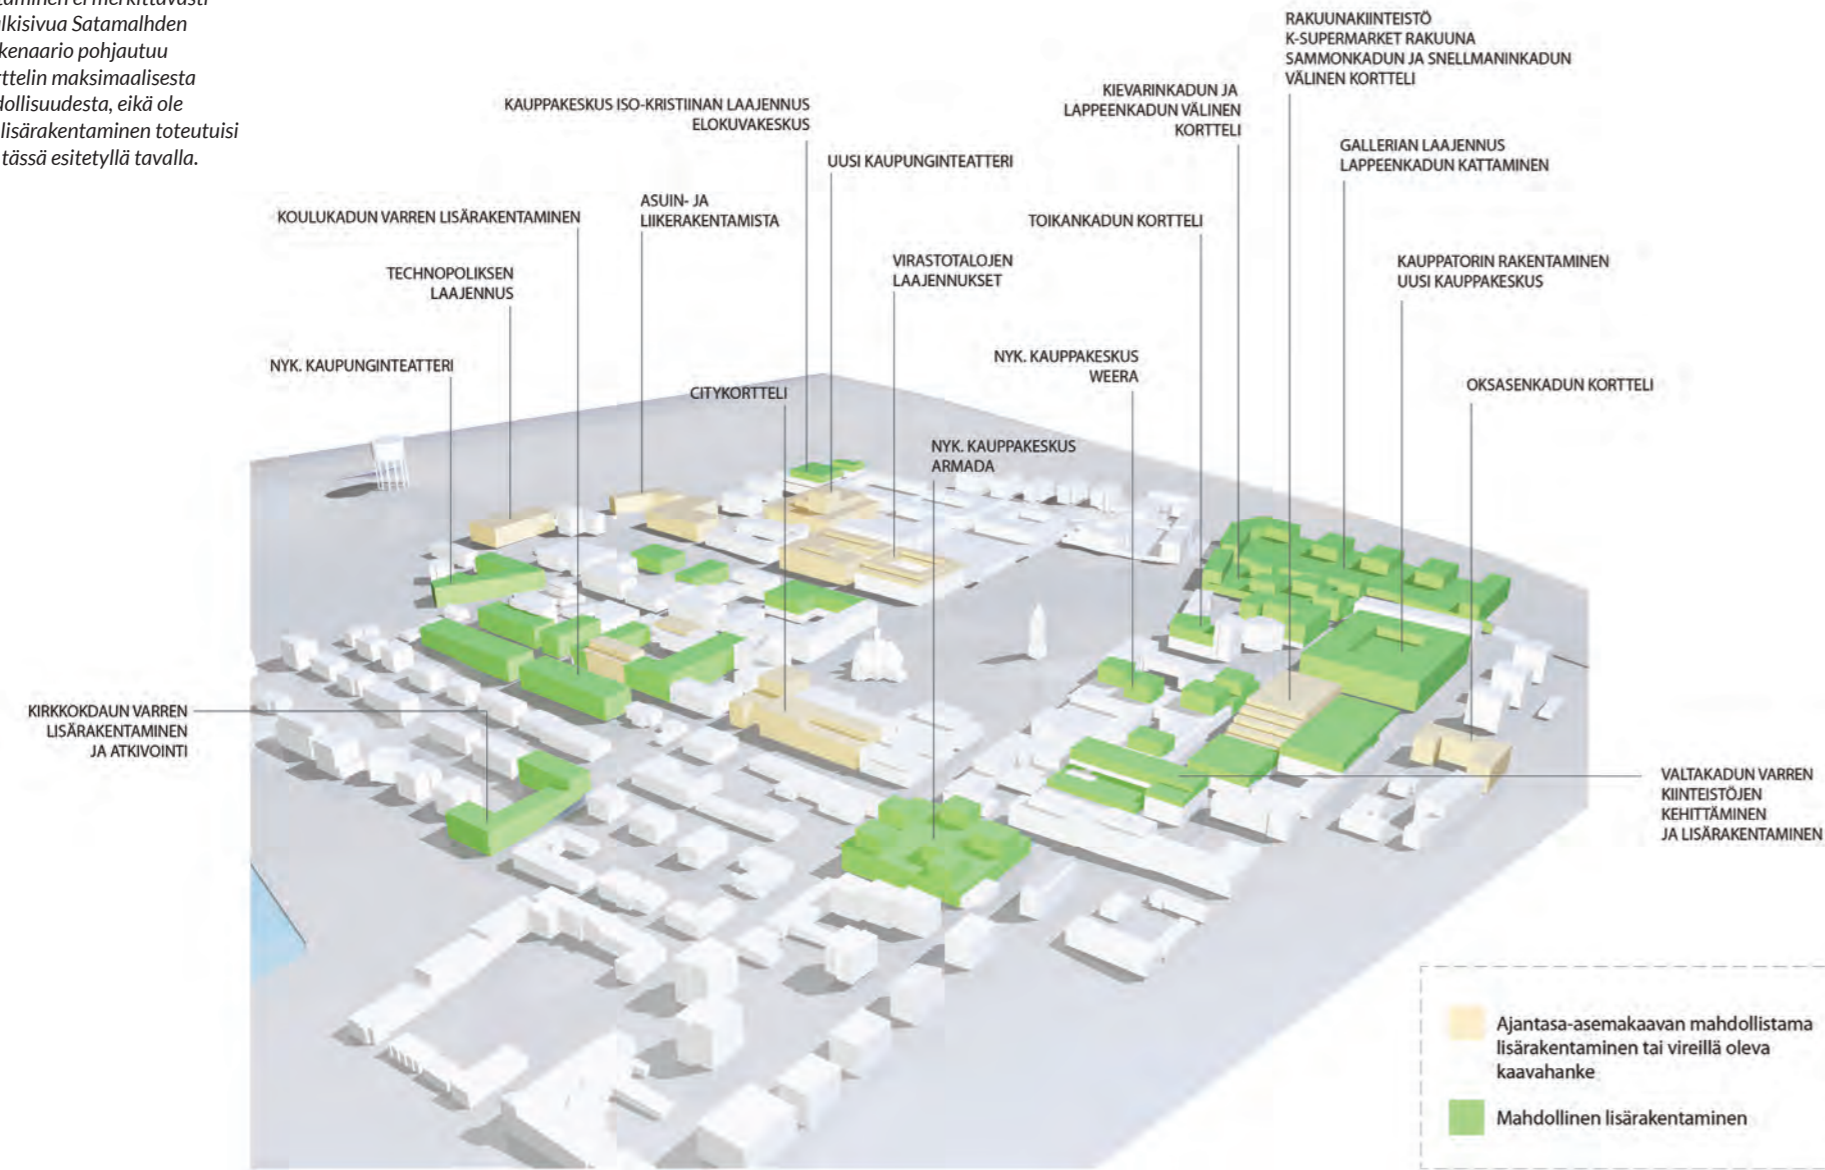 taminen ei merkittävästi
lkisivua Satamalhden
kenaario pohjautuu
ttelin maksimaalisesta
dollisuudesta, eikä ole
lisärakentaminen toteutuisi
tässä esitetyllä tavalla.
RAKUUNAKIINTEISTÖ
K-SUPERMARKET RAKUUNA
SAMMONKADUN JA SNELLMANINKADUN
VÄLINEN KORTTELI
KIEVARINKADUN JA
LAPPEENKADUN VÄLINEN
KORTTELI
KAUPPAKESKUS ISO-KRISTIINAN LAAJENNUS
ELOKUVAKESKUS
GALLERIAN LAAJENNUS
LAPPEENKADUN KATTAMINEN
UUSI KAUPUNGINTEATTERI
ASUIN- JA
LIIKERAKENTAMISTA
KOULUKADUN VARREN LISÄRAKENTAMINEN
TOIKANKADUN KORTTELI
VIRASTOTALOJEN
LAAJENNUKSET
KAUPPATORIN RAKENTAMINEN
UUSI KAUPPAKESKUS
TECHNOPOLIKSEN
LAAJENNUS
NYK. KAUPUNGINTEATTERI
NYK. KAUPPAKESKUS
WEERA
OKSASENKADUN KORTTELI
CITYKORTTELI
NYK. KAUPPAKESKUS
ARMADA
KIRKKOKDAUN VARREN
LISÄRAKENTAMINEN
JA ATKIVOINTI
VALTAKADUN VARREN
KIINTEISTÖJEN
KEHITTÄMINEN
JA LISÄRAKENTAMINEN
Ajantasa-asemakaavan mahdollistama
lisärakentaminen tai vireillä oleva
kaavahanke
Mahdollinen lisärakentaminen